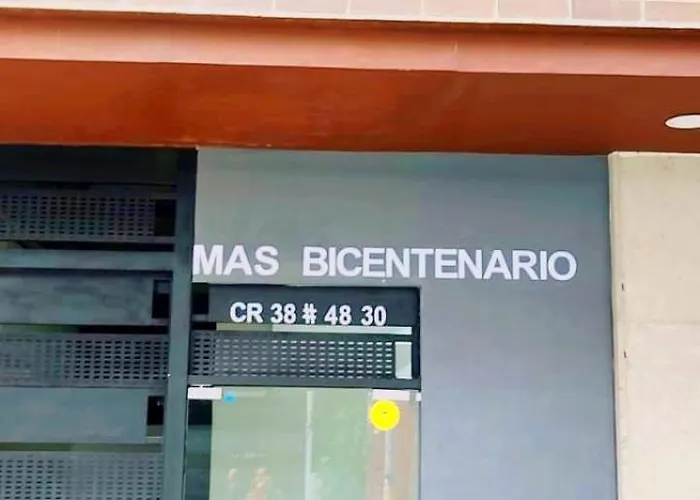 MAS BICENTENARIO
CR 38 # 48 30